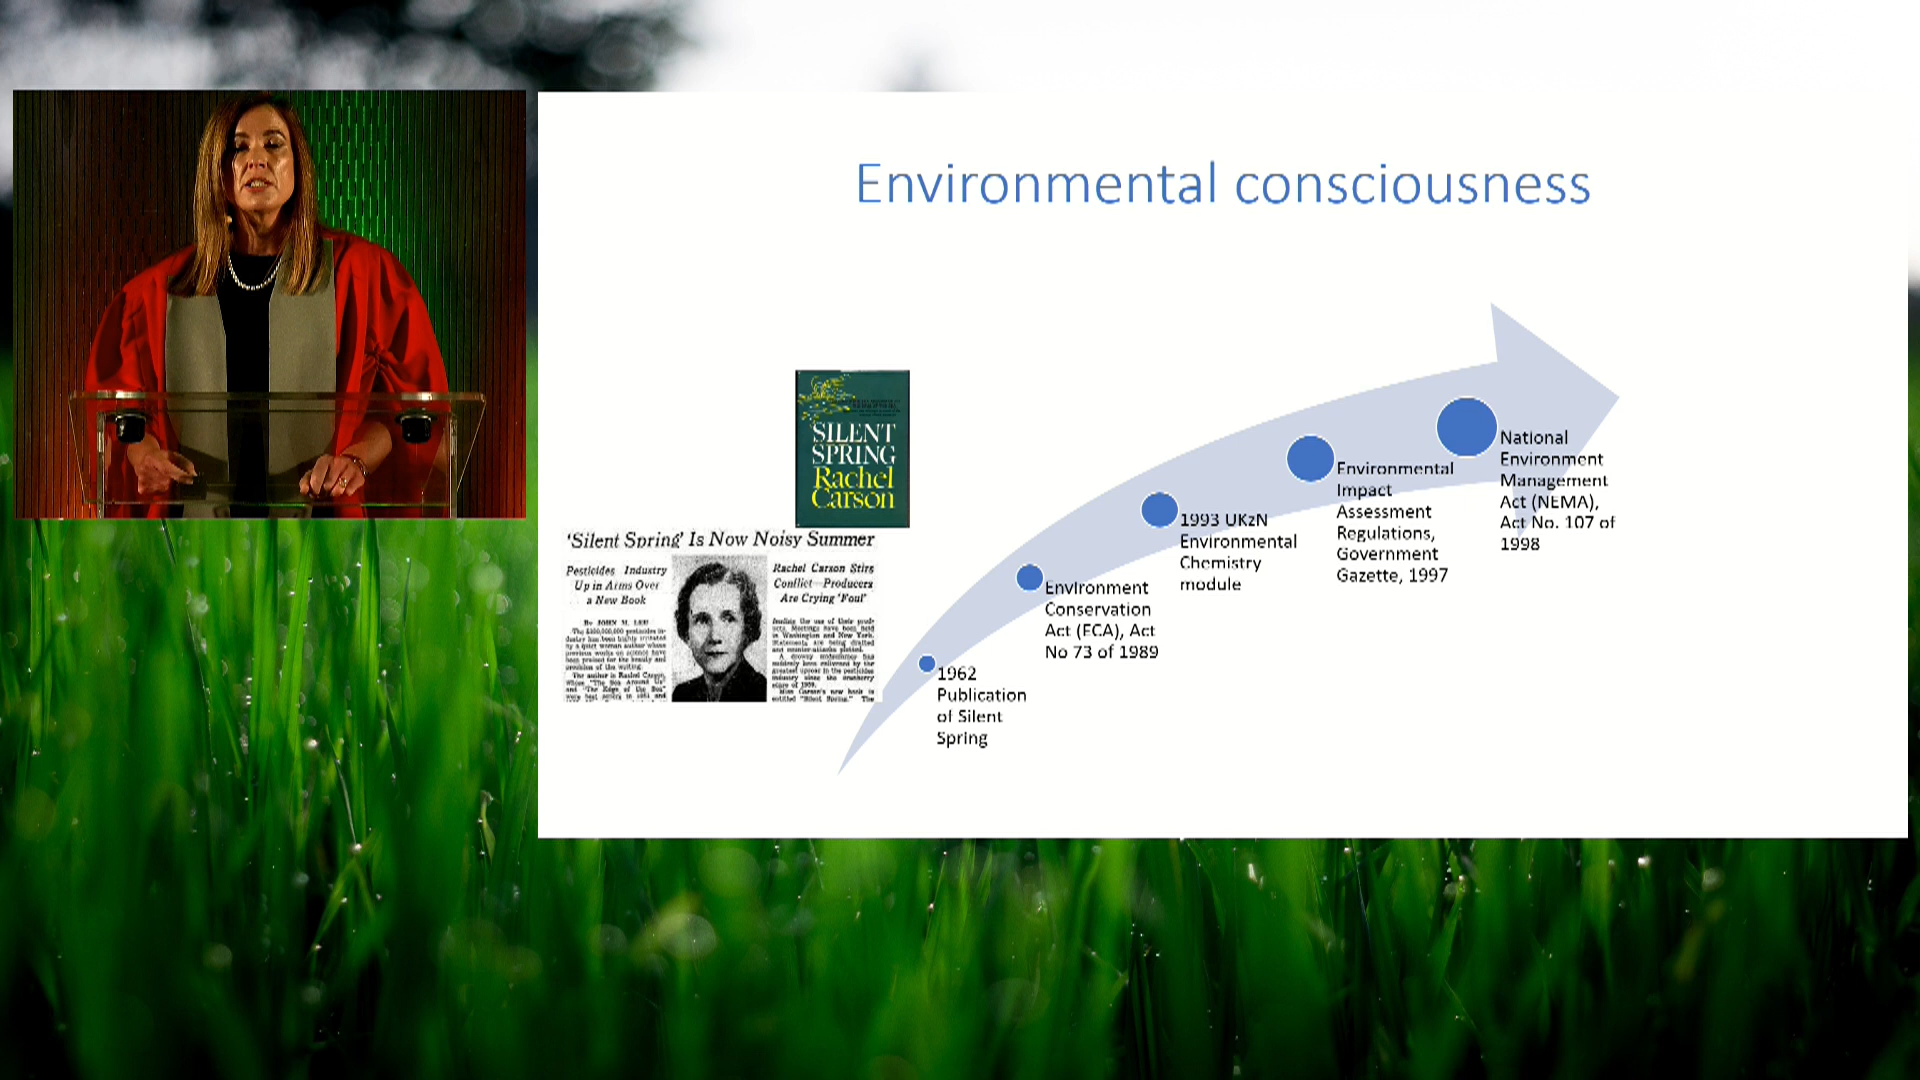 Environmental consciousness
SILENT
SPRING
Rachel
Carson
'Silent Spring' Is Now Noisy Summer
Pesticides Industry
Up in Arms Over
a New Book
Rachel Carson Stirs
Conflict—Producers
Are Crying 'Foul'
By JOHN M. LEE
1962
Publication
of Silent
Spring
Environment
Conservation
Act (ECA), Act
No 73 of 1989
1993 UKzN
Environmental
Chemistry
module
Environmental
Impact
Assessment
Regulations,
Government
Gazette, 1997
National
Environment
Management
Act (NEMA),
Act No. 107 of
1998